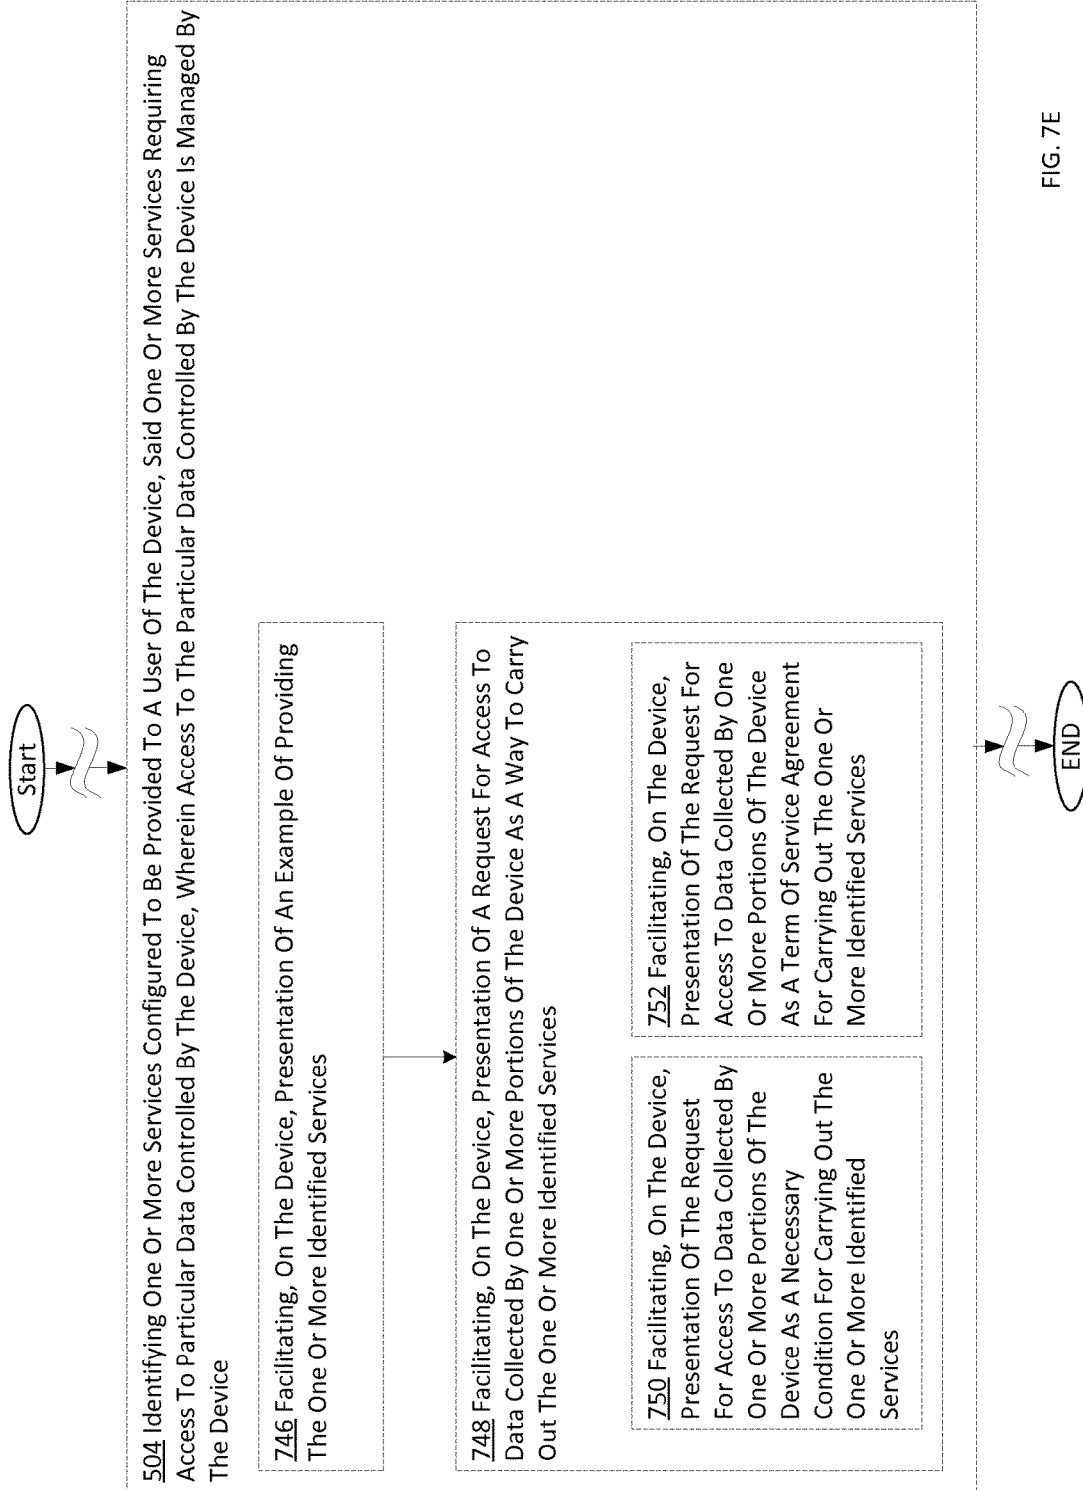 Start
504 Identifying One Or More Services Configured To Be Provided To A User Of The Device, Said One Or More Services Requiring
Access To Particular Data Controlled By The Device, Wherein Access To The Particular Data Controlled By The Device Is Managed By
The Device
746 Facilitating, On The Device, Presentation Of An Example Of Providing
The One Or More Identified Services
748 Facilitating, On The Device, Presentation Of A Request For Access To
Data Collected By One Or More Portions Of The Device As A Way To Carry
Out The One Or More Identified Services
750 Facilitating, On The Device,
Presentation Of The Request
For Access To Data Collected By
One Or More Portions Of The
Device As A Necessary
Condition For Carrying Out The
One Or More Identified
Services
752 Facilitating, On The Device,
Presentation Of The Request For
Access To Data Collected By One
Or More Portions Of The Device
As A Term Of Service Agreement
For Carrying Out The One Or
More Identified Services
END
FIG. 7E